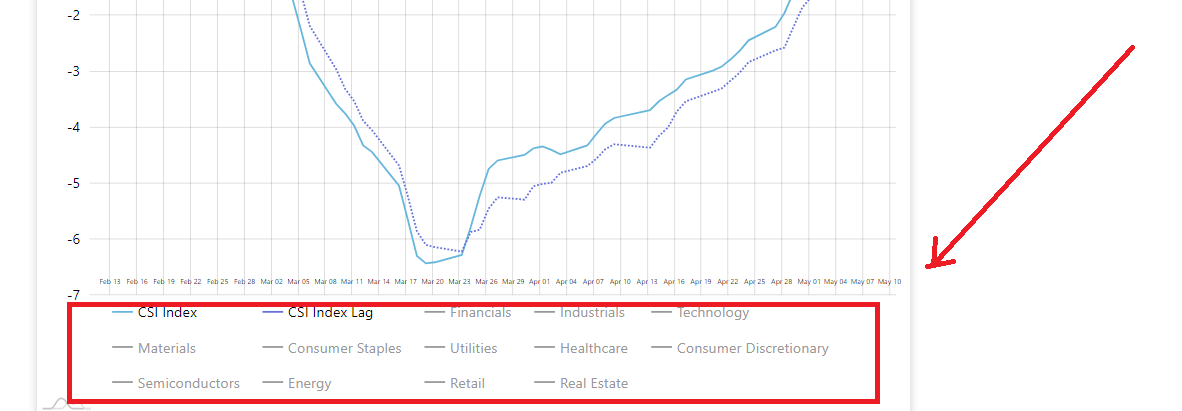 -2
-3
-4
-5
-6
-7
Feb 13 Feb 16 Feb 19 Feb 22 Feb 25 Feb 28 Mar 02 Mar 05 Mar 08 Mar 11 Mar 14 Mar 17 Mar 20 Mar 23 Mar 26 Mar 29 Apr 01 Apr 04 Apr 07 Apr 10 Apr 13 Apr 16 Apr 19 Apr 22 Apr 25 Apr 28 May 01 May 04 May 07 May 10
CSI Index CSI Index Lag Financials Industrials Technology
Materials Consumer Staples Utilities Healthcare Consumer Discretionary
Semiconductors Energy Retail Real Estate